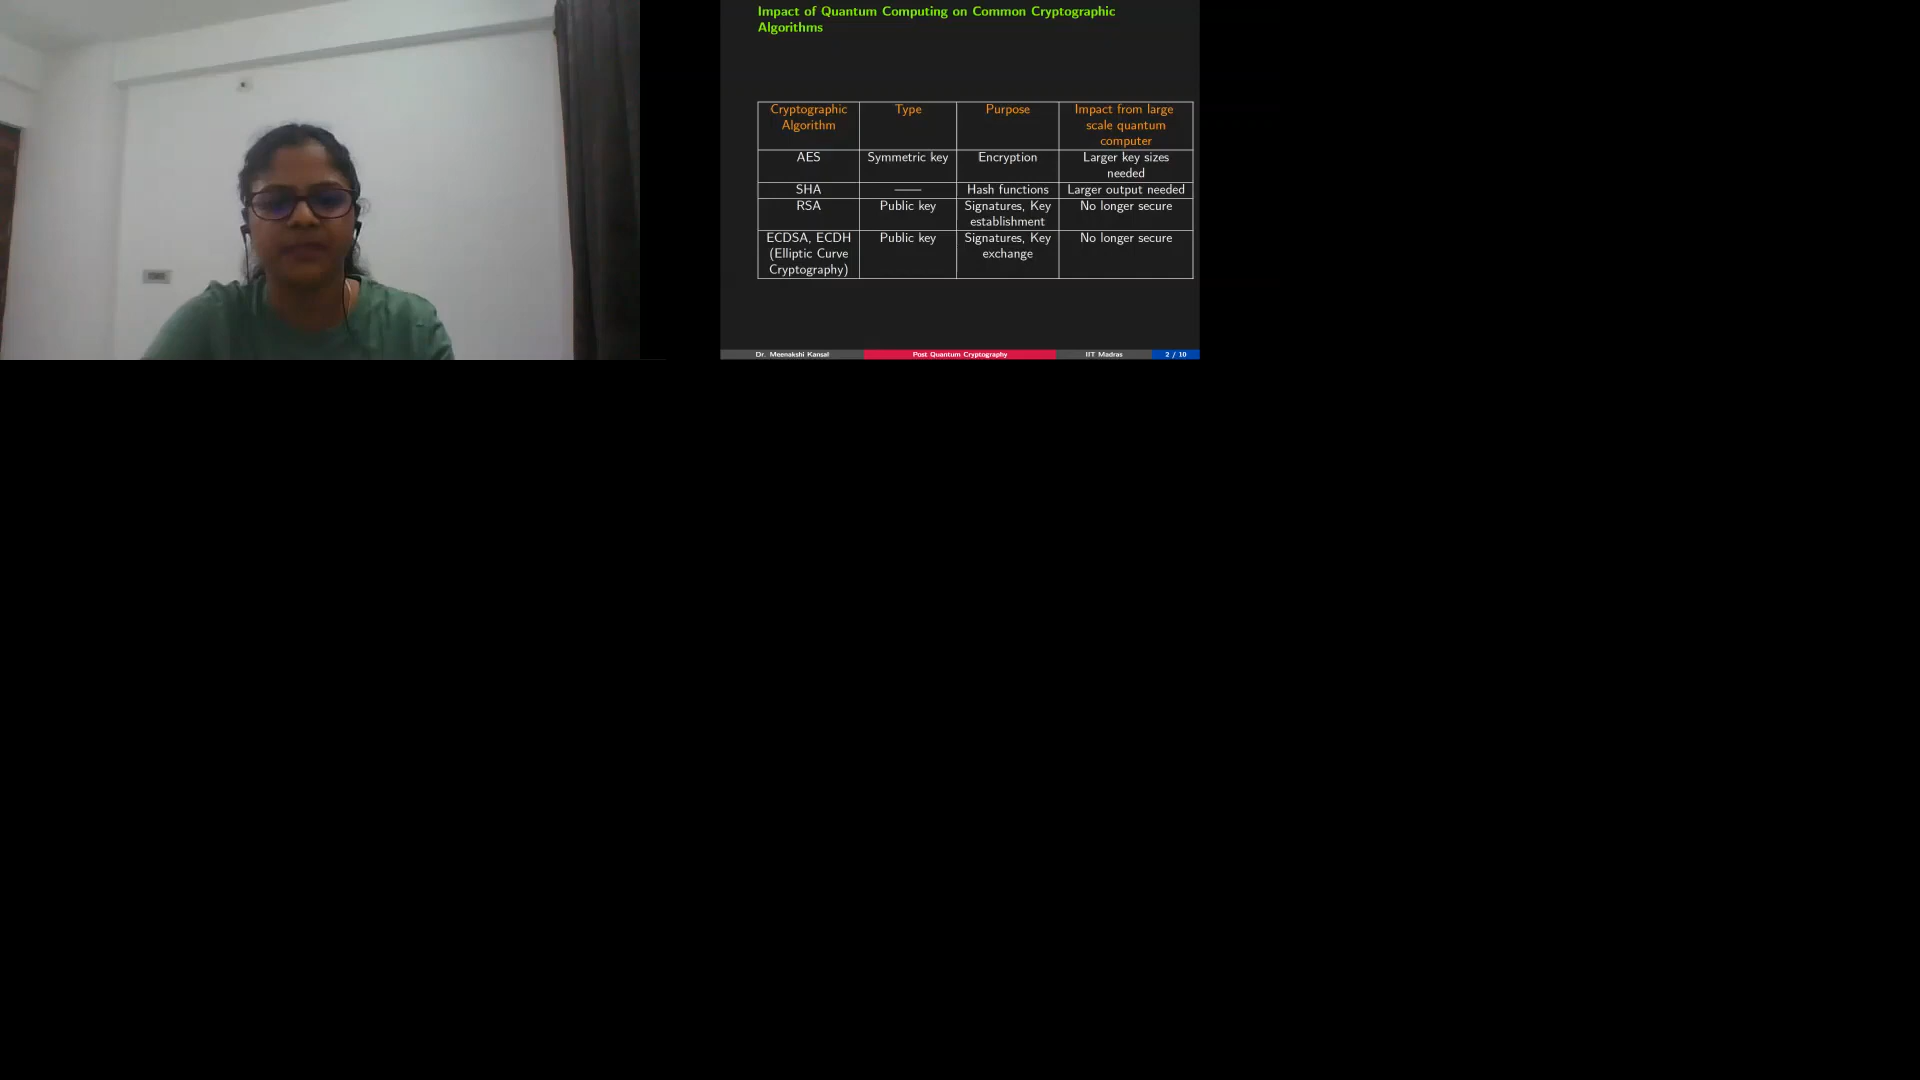 Impact of Quantum Computing on Common Cryptographic
Algorithms
Cryptographic Algorithm | Type | Purpose | Impact from large scale quantum computer
AES | Symmetric key | Encryption | Larger key sizes needed
SHA | —— | Hash functions | Larger output needed
RSA | Public key | Signatures, Key establishment | No longer secure
ECDSA, ECDH (Elliptic Curve Cryptography) | Public key | Signatures, Key exchange | No longer secure
Dr. Meenakshi Kansal Post Quantum Cryptography IIT Madras 2 / 10